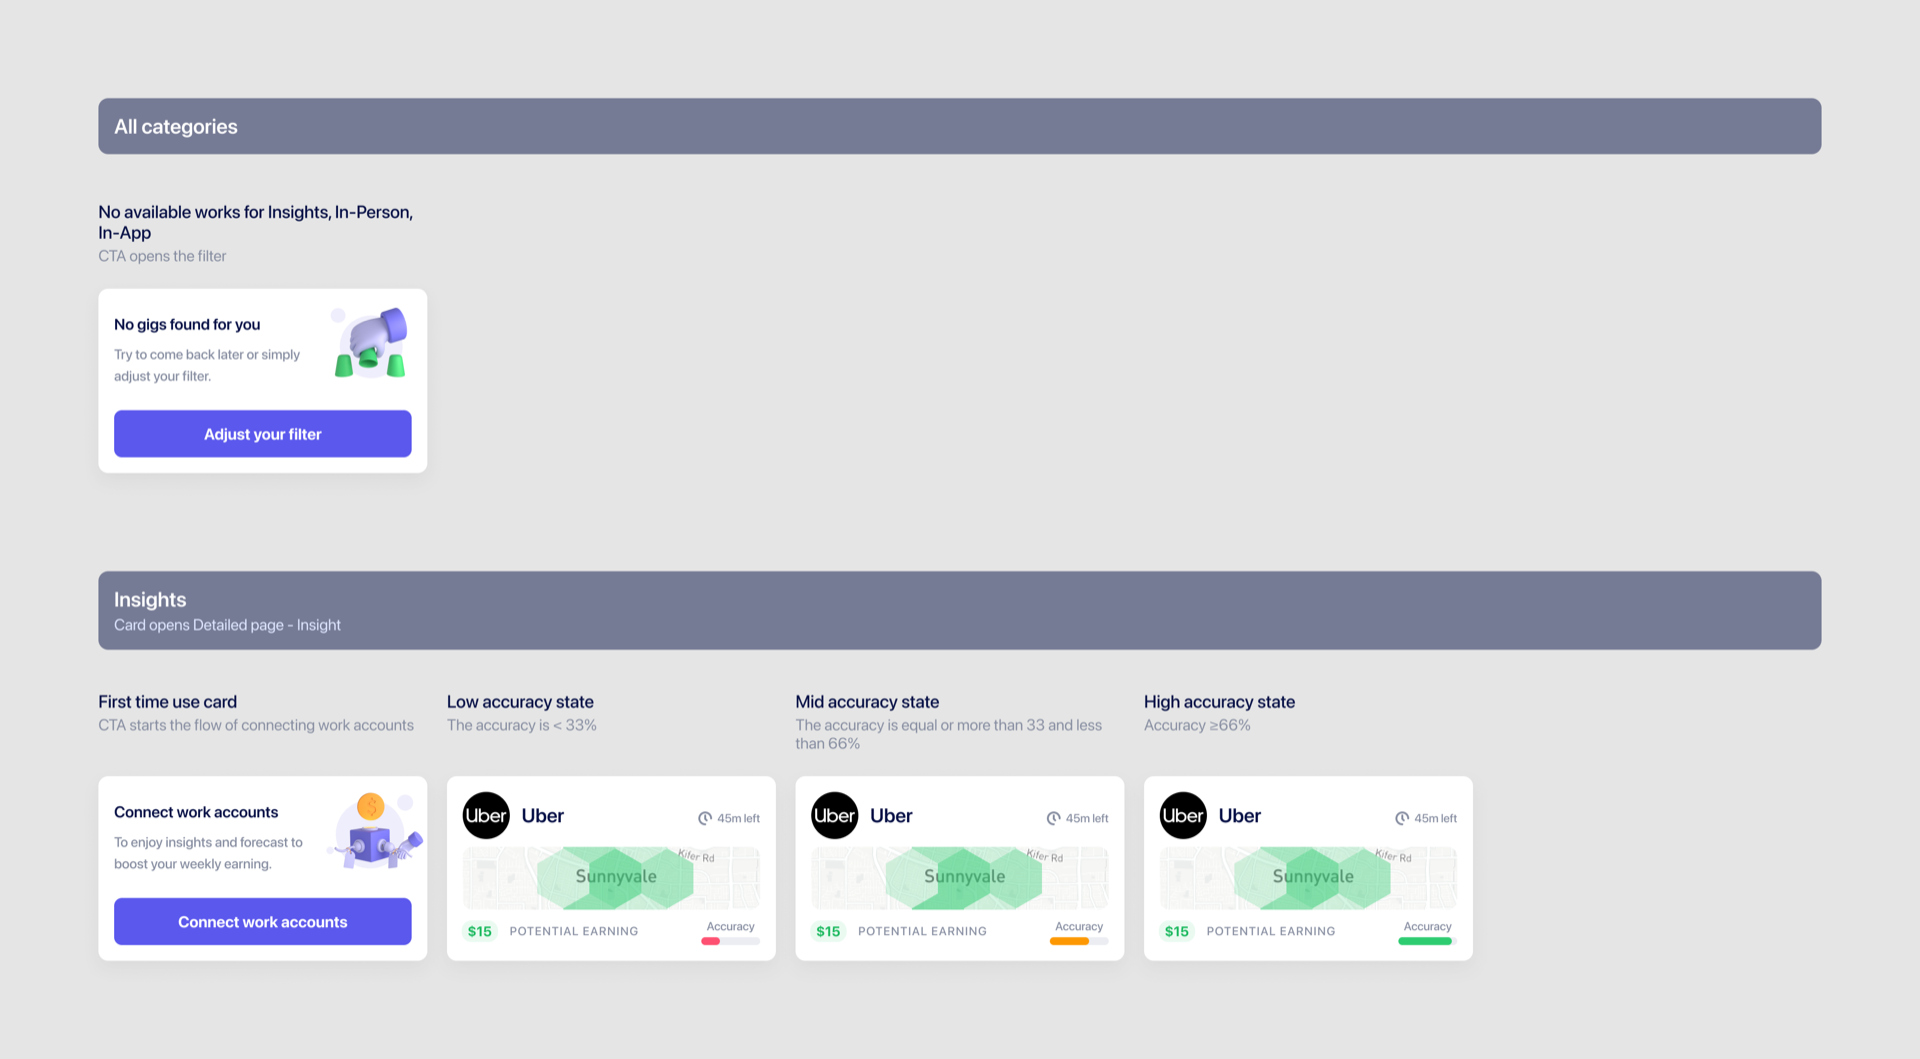 All categories
No available works for Insights, In-Person,
In-App
CTA opens the filter
No gigs found for you
Try to come back later or simply
adjust your filter.
Adjust your filter
Insights
Card opens Detailed page - Insight
First time use card
CTA starts the flow of connecting work accounts
Connect work accounts
To enjoy insights and forecast to
boost your weekly earning.
Connect work accounts
Low accuracy state
The accuracy is < 33%
Uber Uber 45m left
Kifer Rd
Sunnyvale
Accuracy
$15 POTENTIAL EARNING
Mid accuracy state
The accuracy is equal or more than 33 and less
than 66%
Uber Uber 45m left
Kifer Rd
Sunnyvale
Accuracy
$15 POTENTIAL EARNING
High accuracy state
Accuracy ≥66%
Uber Uber 45m left
Kifer Rd
Sunnyvale
Accuracy
$15 POTENTIAL EARNING